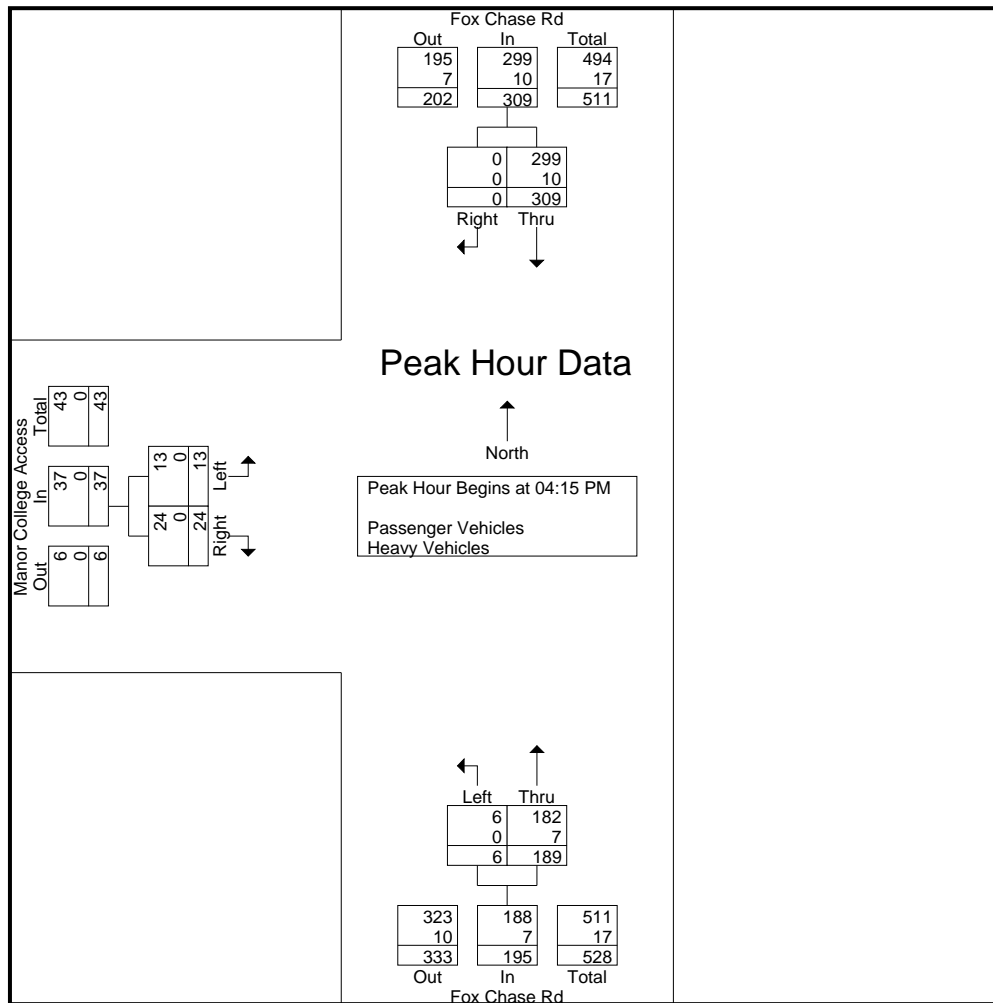 Fox Chase Rd
Out In Total
195 299 494
7 10 17
202 309 511
0 299
0 10
0 309
Right Thru
Peak Hour Data
North
Peak Hour Begins at 04:15 PM
Passenger Vehicles
Heavy Vehicles
Manor College Access
Out In Total
6 37 43
0 0 0
6 37 43
Right Left
24 13
0 0
24 13
Left Thru
6 182
0 7
6 189
323 188 511
10 7 17
333 195 528
Out In Total
Fox Chase Rd